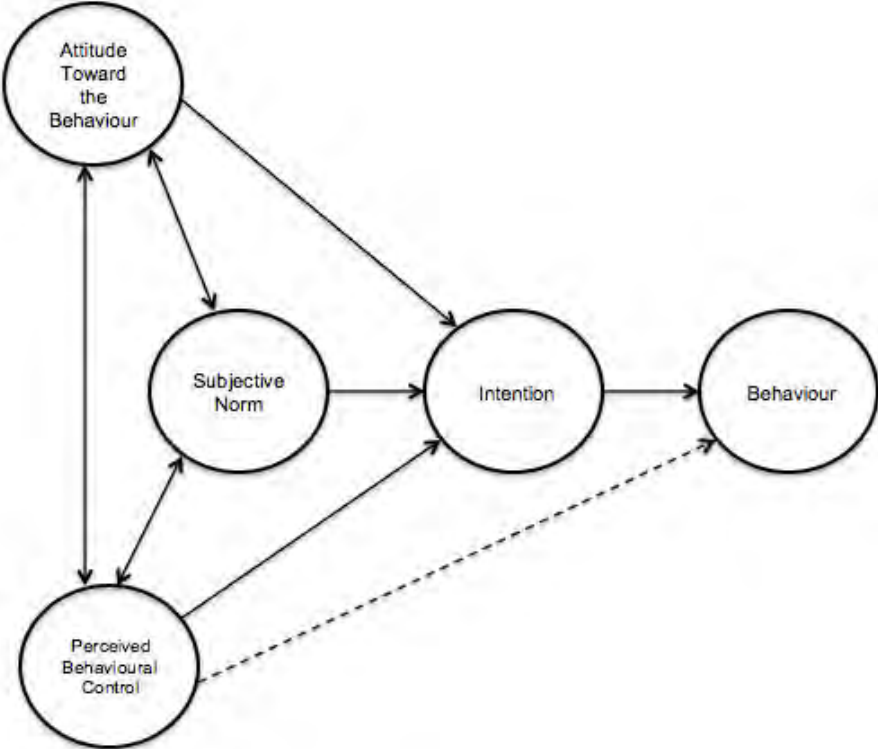 Attitude
Toward
the
Behaviour
Subjective
Norm
Intention
Behaviour
Perceived
Behavioural
Control